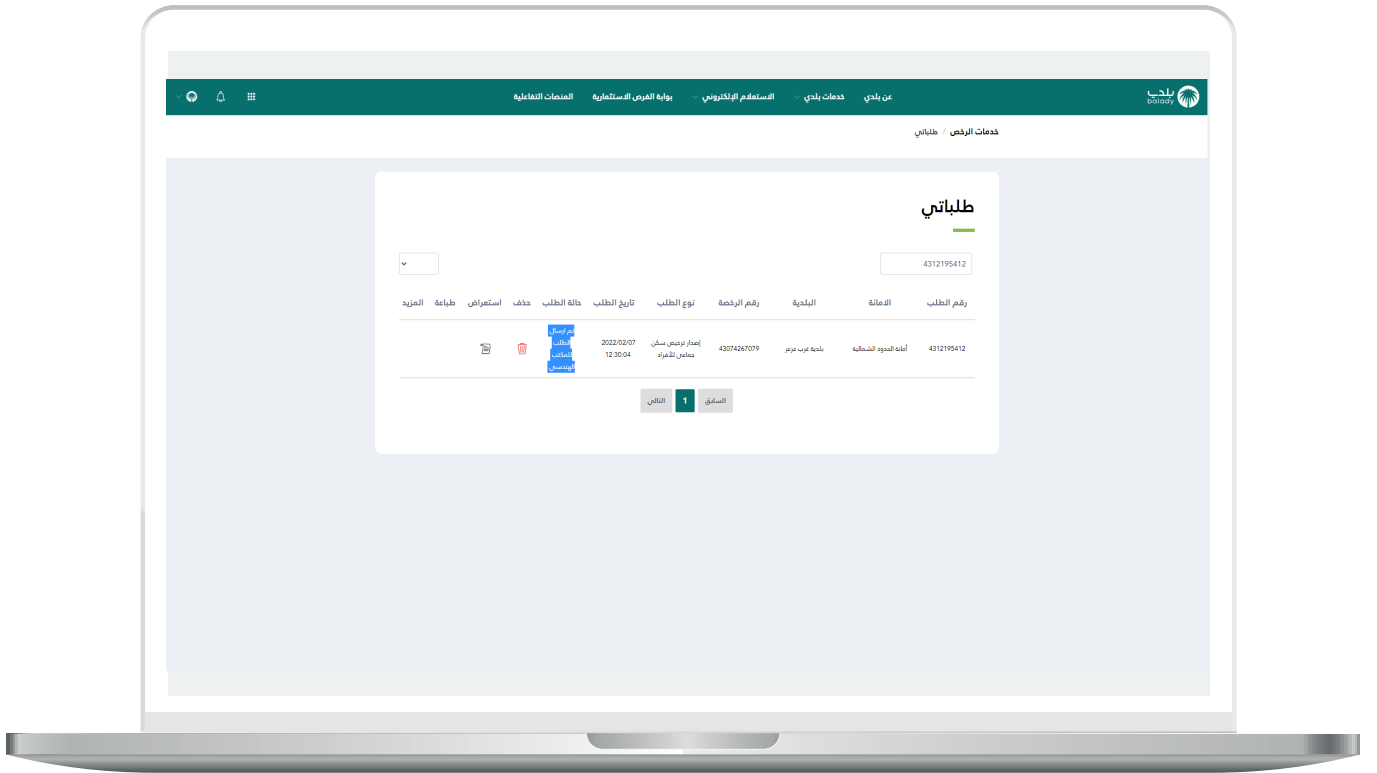 بلدي
balady
عن بلدي
خدمات بلدي
الاستعلام الإلكتروني
بوابة الفرص الاستثمارية
المنصات التفاعلية
خدمات الرخص / طلباتي
طلباتي
4312195412
رقم الطلب
الامانة
البلدية
رقم الرخصة
نوع الطلب
تاريخ الطلب
حالة الطلب
حذف
استعراض
طباعة
المزيد
4312195412
أمانة الحدود الشمالية
بلدية غرب عرعر
43074267079
إصدار ترخيص سكن
جماعي للأفراد
2022/02/07
12:30:04
تم ارسال
الطلب
للمكتب
الهندسي
السابق
1
التالي